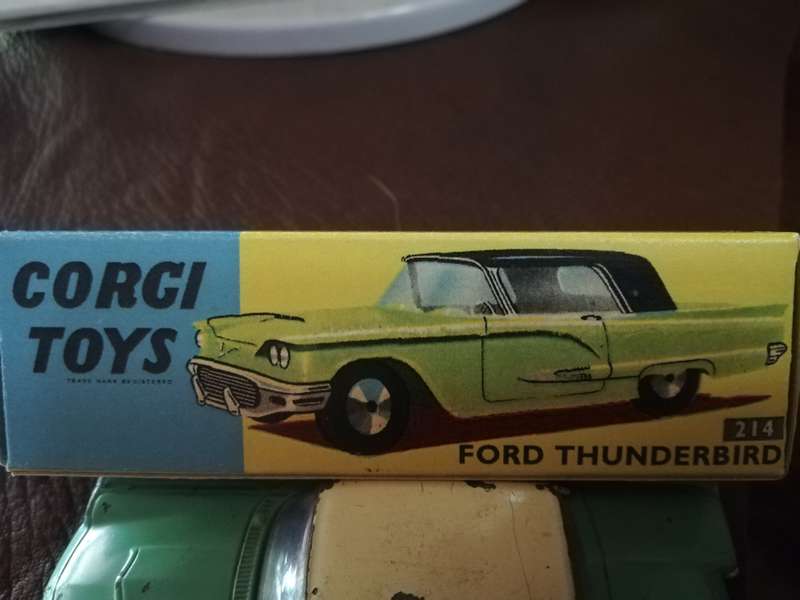 CORGI
TOYS
TRADE MARK REGISTERED
214
FORD THUNDERBIRD